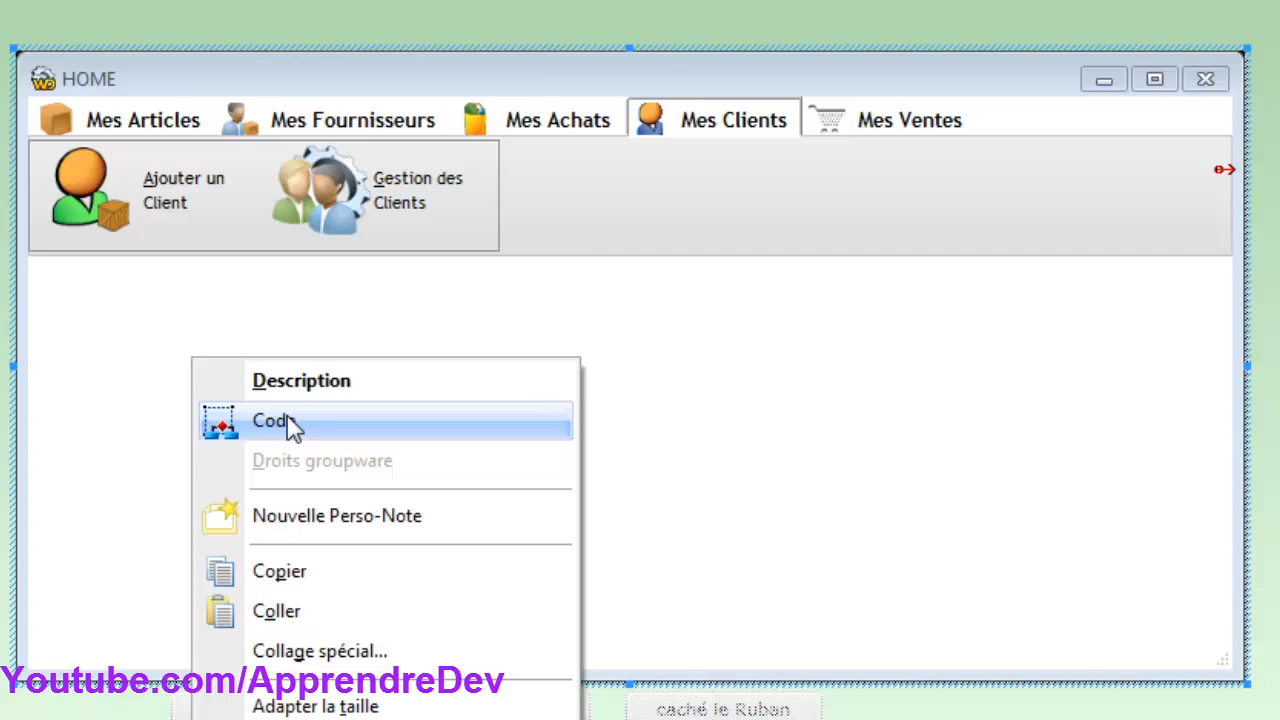 HOME
Mes Articles Mes Fournisseurs Mes Achats Mes Clients Mes Ventes
Ajouter un
Client
Gestion des
Clients
Description
Code
Droits groupware
Nouvelle Perso-Note
Copier
Coller
Collage spécial...
Youtube.com/ApprendreDev
Adapter la taille
caché le Ruban